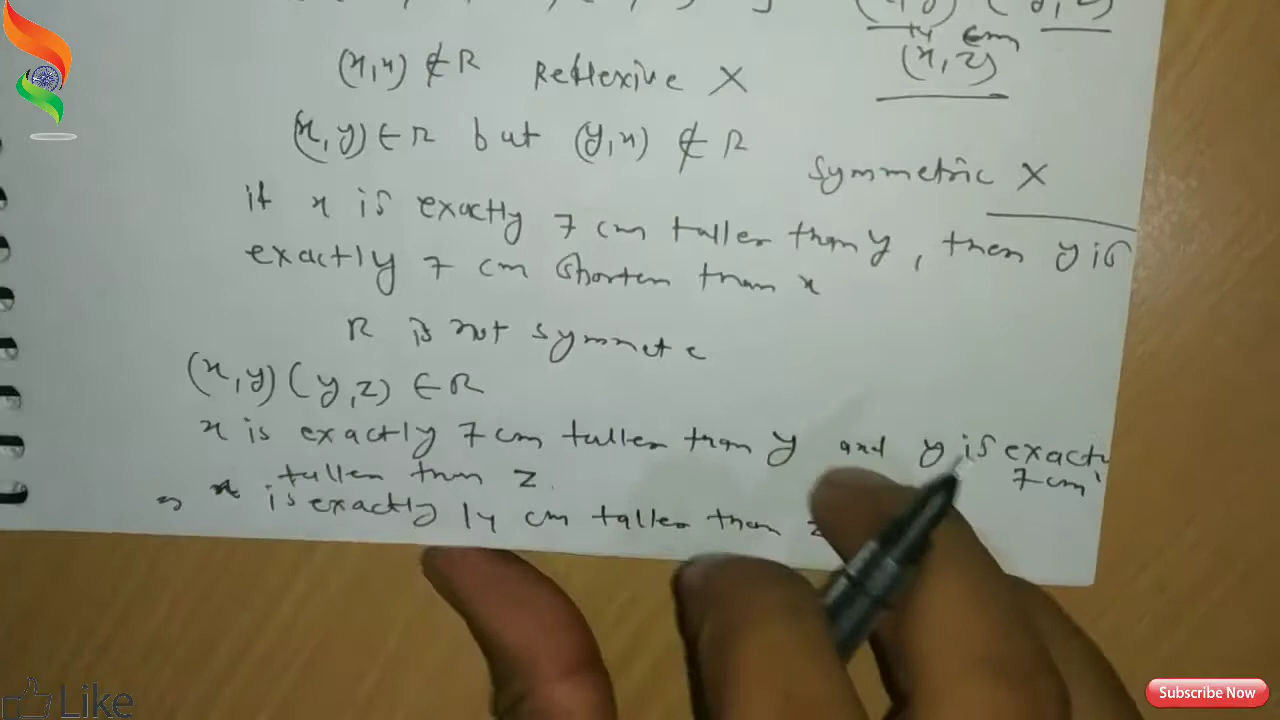 (x, z)
(x, x) ∉ R Reflexive X
(x, y) ∈ R but (y, x) ∉ R
Symmetric X
if x is exactly 7 cm taller than y, then y is
exactly 7 cm shorter than x
R is not symmetc
(x, y) (y, z) ∈ R
x is exactly 7 cm taller than y and y is exactly
7 cm
taller than z.
⇒ x is exactly 14 cm taller than z
Like
Subscribe Now